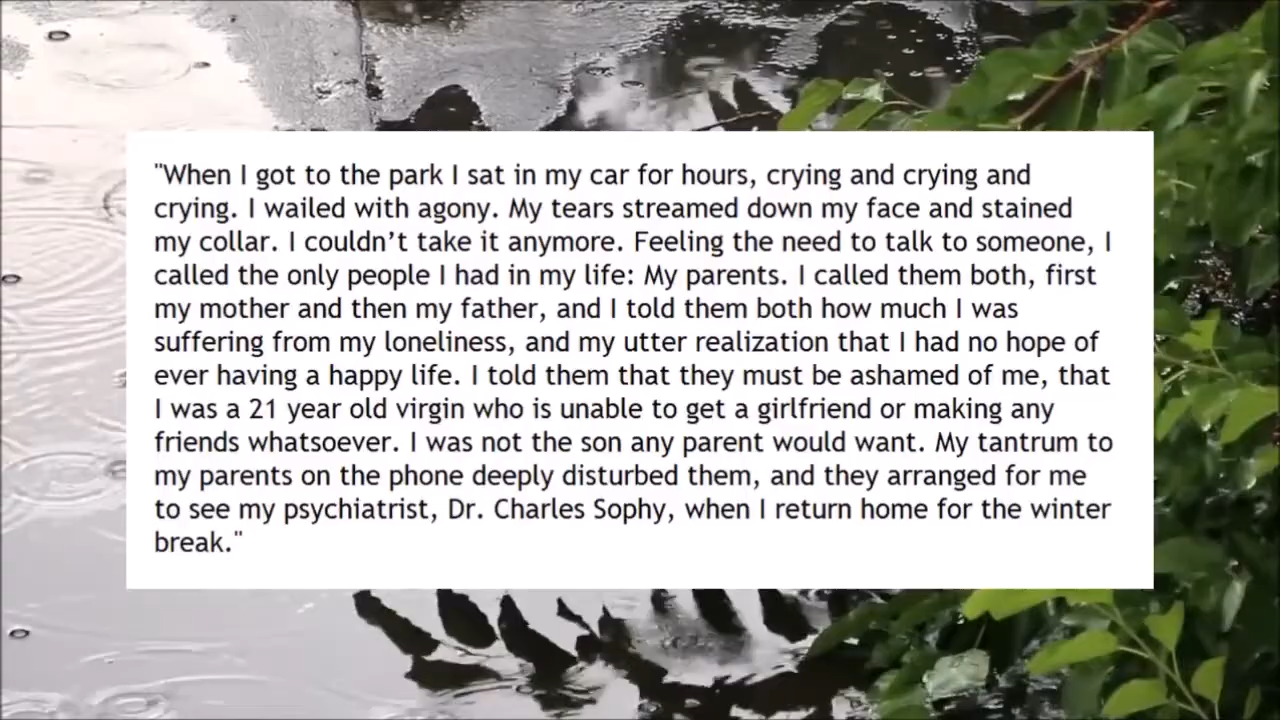 "When I got to the park I sat in my car for hours, crying and crying and
crying. I wailed with agony. My tears streamed down my face and stained
my collar. I couldn’t take it anymore. Feeling the need to talk to someone, I
called the only people I had in my life: My parents. I called them both, first
my mother and then my father, and I told them both how much I was
suffering from my loneliness, and my utter realization that I had no hope of
ever having a happy life. I told them that they must be ashamed of me, that
I was a 21 year old virgin who is unable to get a girlfriend or making any
friends whatsoever. I was not the son any parent would want. My tantrum to
my parents on the phone deeply disturbed them, and they arranged for me
to see my psychiatrist, Dr. Charles Sophy, when I return home for the winter
break."